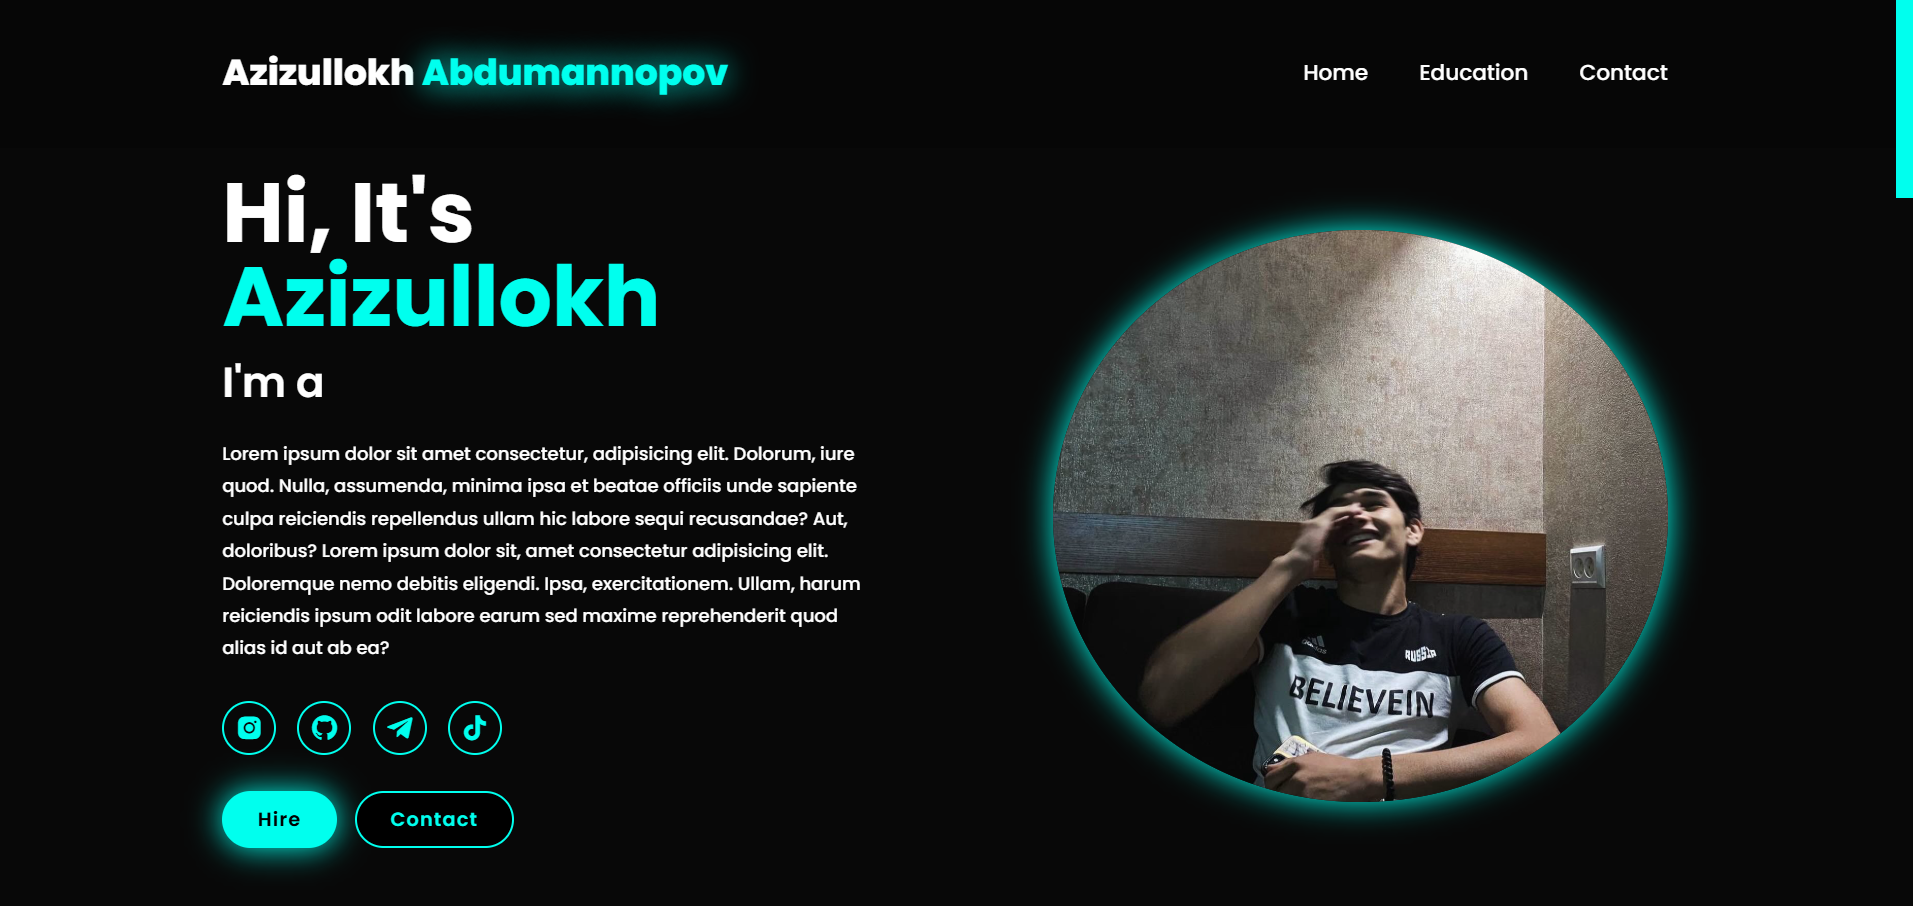 Azizullokh Abdumannopov
Home Education Contact
Hi, It's
Azizullokh
I'm a
Lorem ipsum dolor sit amet consectetur, adipisicing elit. Dolorum, iure
quod. Nulla, assumenda, minima ipsa et beatae officiis unde sapiente
culpa reiciendis repellendus ullam hic labore sequi recusandae? Aut,
doloribus? Lorem ipsum dolor sit, amet consectetur adipisicing elit.
Doloremque nemo debitis eligendi. Ipsa, exercitationem. Ullam, harum
reiciendis ipsum odit labore earum sed maxime reprehenderit quod
alias id aut ab ea?
Hire Contact
adidas
RUSSIA
BELIEVEIN